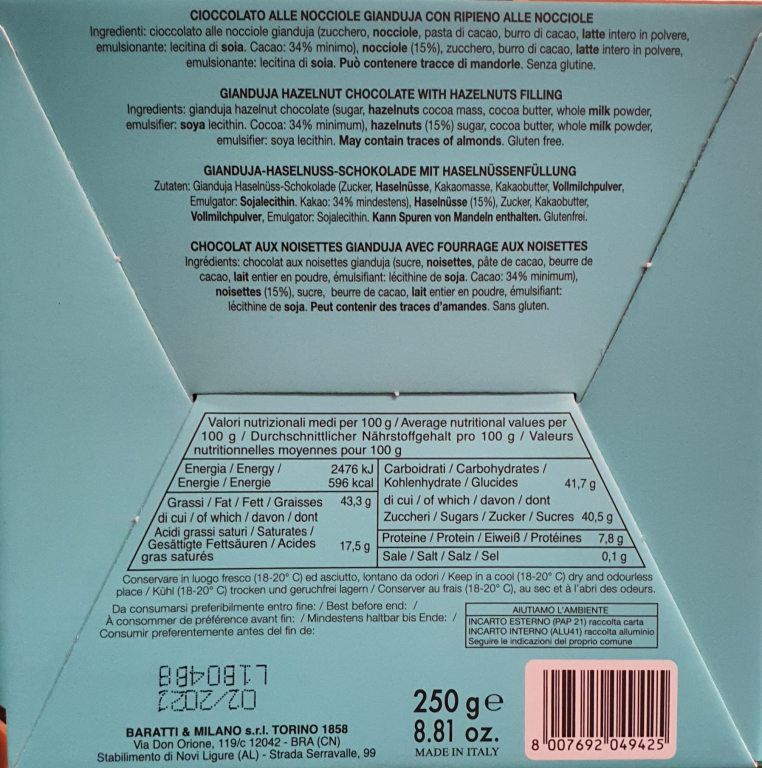 CIOCCOLATO ALLE NOCCIOLE GIANDUJA CON RIPIENO ALLE NOCCIOLE
Ingredienti: cioccolato alle nocciole gianduja (zucchero, nocciole, pasta di cacao, burro di cacao, latte intero in polvere,
emulsionante: lecitina di soia. Cacao: 34% minimo), nocciole (15%), zucchero, burro di cacao, latte intero in polvere,
emulsionante: lecitina di soia. Può contenere tracce di mandorle. Senza glutine.
GIANDUJA HAZELNUT CHOCOLATE WITH HAZELNUTS FILLING
Ingredients: gianduja hazelnut chocolate (sugar, hazelnuts cocoa mass, cocoa butter, whole milk powder,
emulsifier: soya lecithin. Cocoa: 34% minimum), hazelnuts (15%) sugar, cocoa butter, whole milk powder,
emulsifier: soya lecithin. May contain traces of almonds. Gluten free.
GIANDUJA-HASELNUSS-SCHOKOLADE MIT HASELNÜSSENFÜLLUNG
Zutaten: Gianduja Haselnüss-Schokolade (Zucker, Haselnüsse, Kakaomasse, Kakaobutter, Vollmilchpulver,
Emulgator: Sojalecithin. Kakao: 34% mindestens), Haselnüsse (15%), Zucker, Kakaobutter,
Vollmilchpulver, Emulgator: Sojalecithin. Kann Spuren von Mandeln enthalten. Glutenfrei.
CHOCOLAT AUX NOISETTES GIANDUJA AVEC FOURRAGE AUX NOISETTES
Ingrédients: chocolat aux noisettes gianduja (sucre, noisettes, pâte de cacao, beurre de
cacao, lait entier en poudre, émulsifiant: lécithine de soja. Cacao: 34% minimum),
noisettes (15%), sucre, beurre de cacao, lait entier en poudre, émulsifiant:
lécithine de soja. Peut contenir des traces d'amandes. Sans gluten.
Valori nutrizionali medi per 100 g / Average nutritional values per
100 g / Durchschnittlicher Nährstoffgehalt pro 100 g / Valeurs
nutritionnelles moyennes pour 100 g
Energia / Energy / 2476 kJ
Energie / Energie 596 kcal
Grassi / Fat / Fett / Graisses 43,3 g
di cui / of which / davon / dont
Acidi grassi saturi / Saturates /
Gesättigte Fettsäuren / Acides 17,5 g
gras saturés
Carboidrati / Carbohydrates /
Kohlenhydrate / Glucides 41,7 g
di cui / of which / davon / dont
Zuccheri / Sugars / Zucker / Sucres 40,5 g
Proteine / Protein / Eiweiß / Protéines 7,8 g
Sale / Salt / Salz / Sel 0,1 g
Conservare in luogo fresco (18-20° C) ed asciutto, lontano da odori / Keep in a cool (18-20° C) dry and odourless
place / Kühl (18-20° C) trocken und geruchfrei lagern / Conserver au frais (18-20° C), au sec et à l'abri des odeurs.
Da consumarsi preferibilmente entro fine: / Best before end: /
À consommer de préférence avant fin: / Mindestens haltbar bis Ende: /
Consumir preferentemente antes del fin de:
AIUTIAMO L'AMBIENTE
INCARTO ESTERNO (PAP 21) raccolta carta
INCARTO INTERNO (ALU41) raccolta alluminio
Seguire le indicazioni del proprio comune
L180488
02/2022
BARATTI & MILANO s.r.l. TORINO 1858
Via Don Orione, 119/c 12042 - BRA (CN)
Stabilimento di Novi Ligure (AL) - Strada Serravalle, 99
250 g e
8.81 oz.
MADE IN ITALY
8 007692 049425